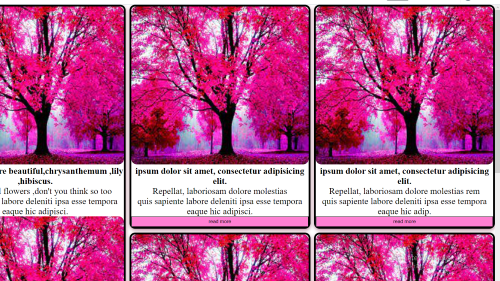 re beautiful,chrysanthemum ,lily
,hibiscus.
flowers ,don't you think so too
labore deleniti ipsa esse tempora
eaque hic adipisci.
ipsum dolor sit amet, consectetur adipisicing
elit.
Repellat, laboriosam dolore molestias
quis sapiente labore deleniti ipsa esse tempora
eaque hic adipisci.
read more
ipsum dolor sit amet, consectetur adipisicing
elit.
Repellat, laboriosam dolore molestias rem
quis sapiente labore deleniti ipsa esse tempora
eaque hic adip.
read more